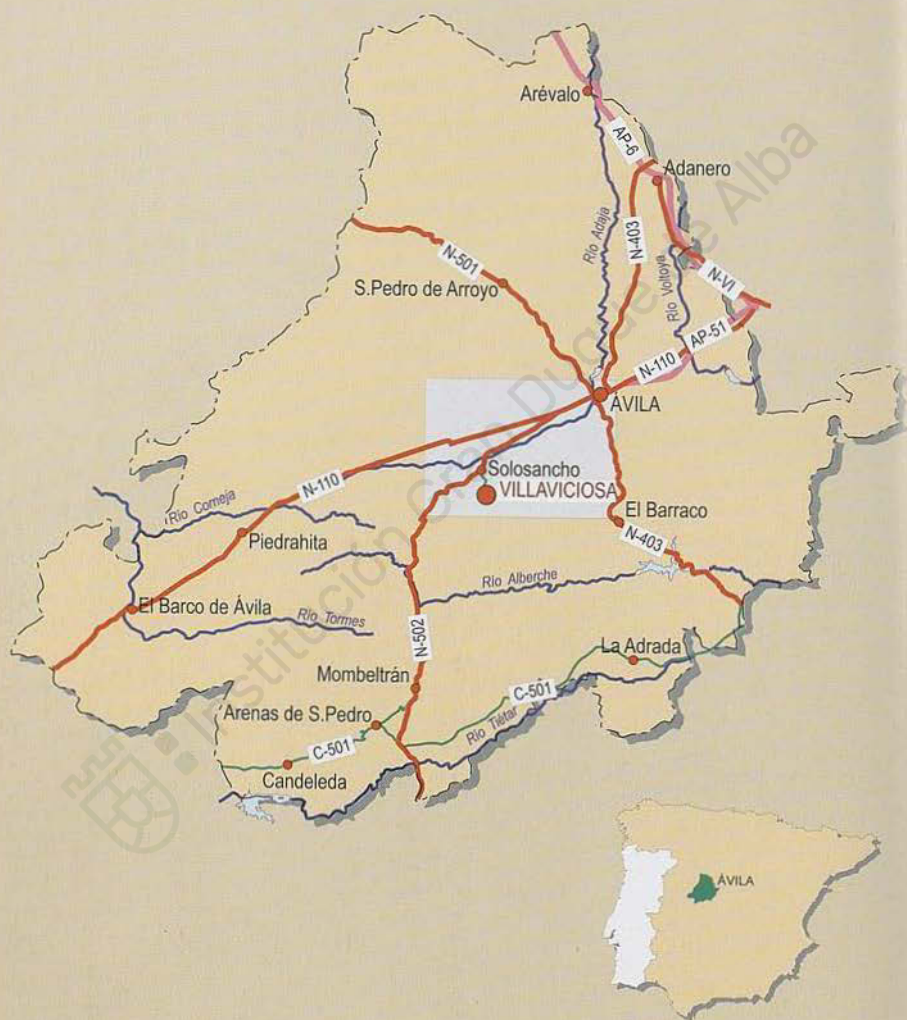 Arévalo
AP-6
Adanero
Río Adaja
N-403
N-501
S.Pedro de Arroyo
Río Voltoya
N-VI
AP-51
N-110
ÁVILA
Solosancho
VILLAVICIOSA
N-110
Río Corneja
Piedrahita
El Barraco
N-403
Río Alberche
El Barco de Ávila
Río Tormes
N-502
La Adrada
Mombeltrán
C-501
Arenas de S.Pedro
Río Tiétar
C-501
Candeleda
ÁVILA
Institución Gran Duque de Alba